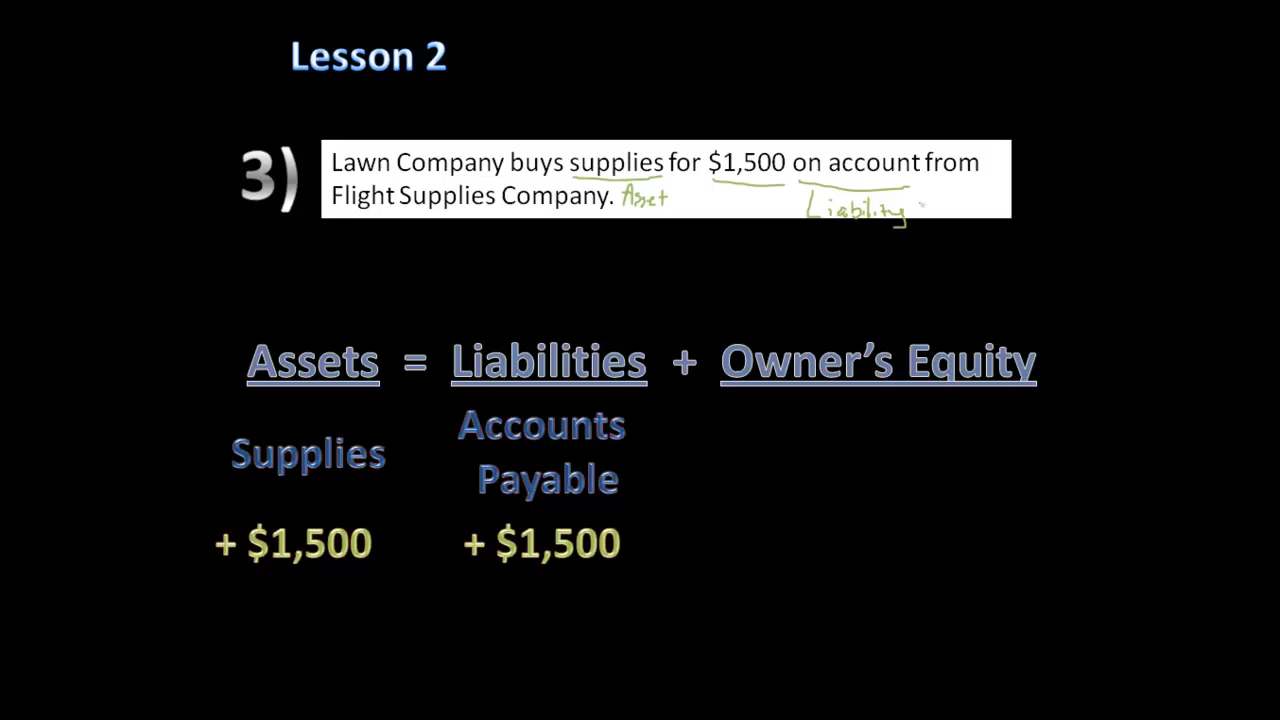 Lesson 2
3)
Lawn Company buys supplies for $1,500 on account from
Flight Supplies Company. Asset
Liability
Assets = Liabilities + Owner's Equity
Accounts
Supplies
Payable
+ $1,500 + $1,500